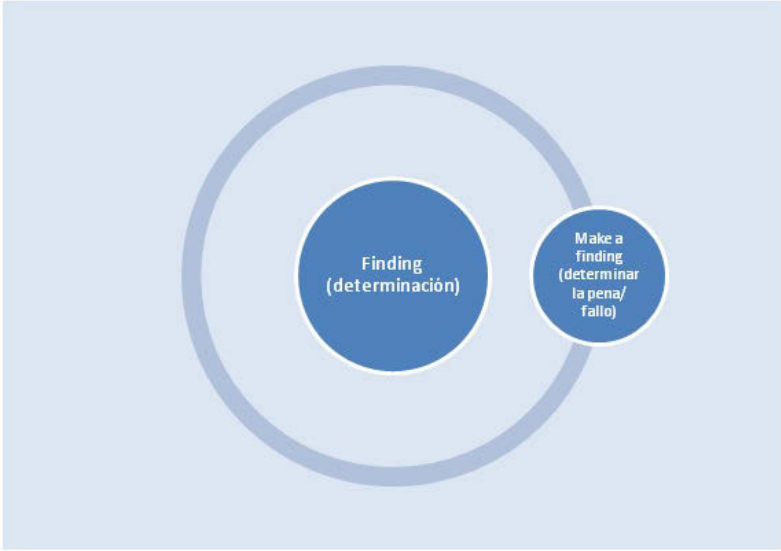 Finding
(determinación)
Make a
finding
(determinar
la pena/
fallo)